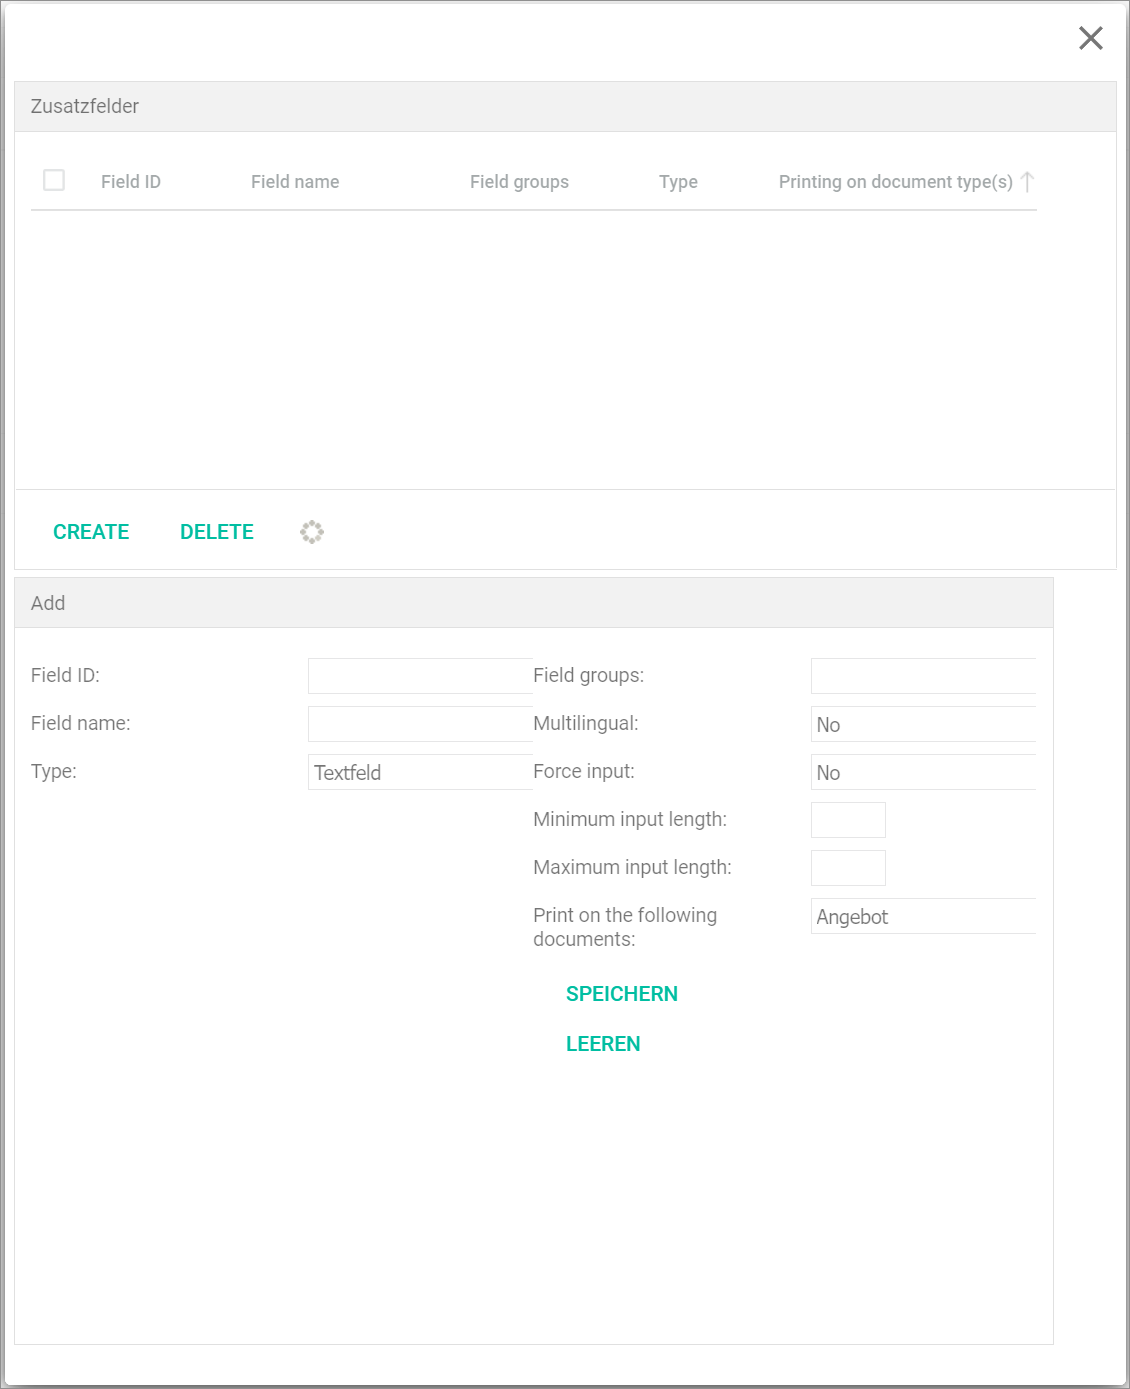 Zusatzfelder
Field ID Field name Field groups Type Printing on document type(s)
CREATE DELETE
Add
Field ID:
Field name:
Type: Textfeld
Field groups:
Multilingual: No
Force input: No
Minimum input length:
Maximum input length:
Print on the following Angebot
documents:
SPEICHERN
LEEREN